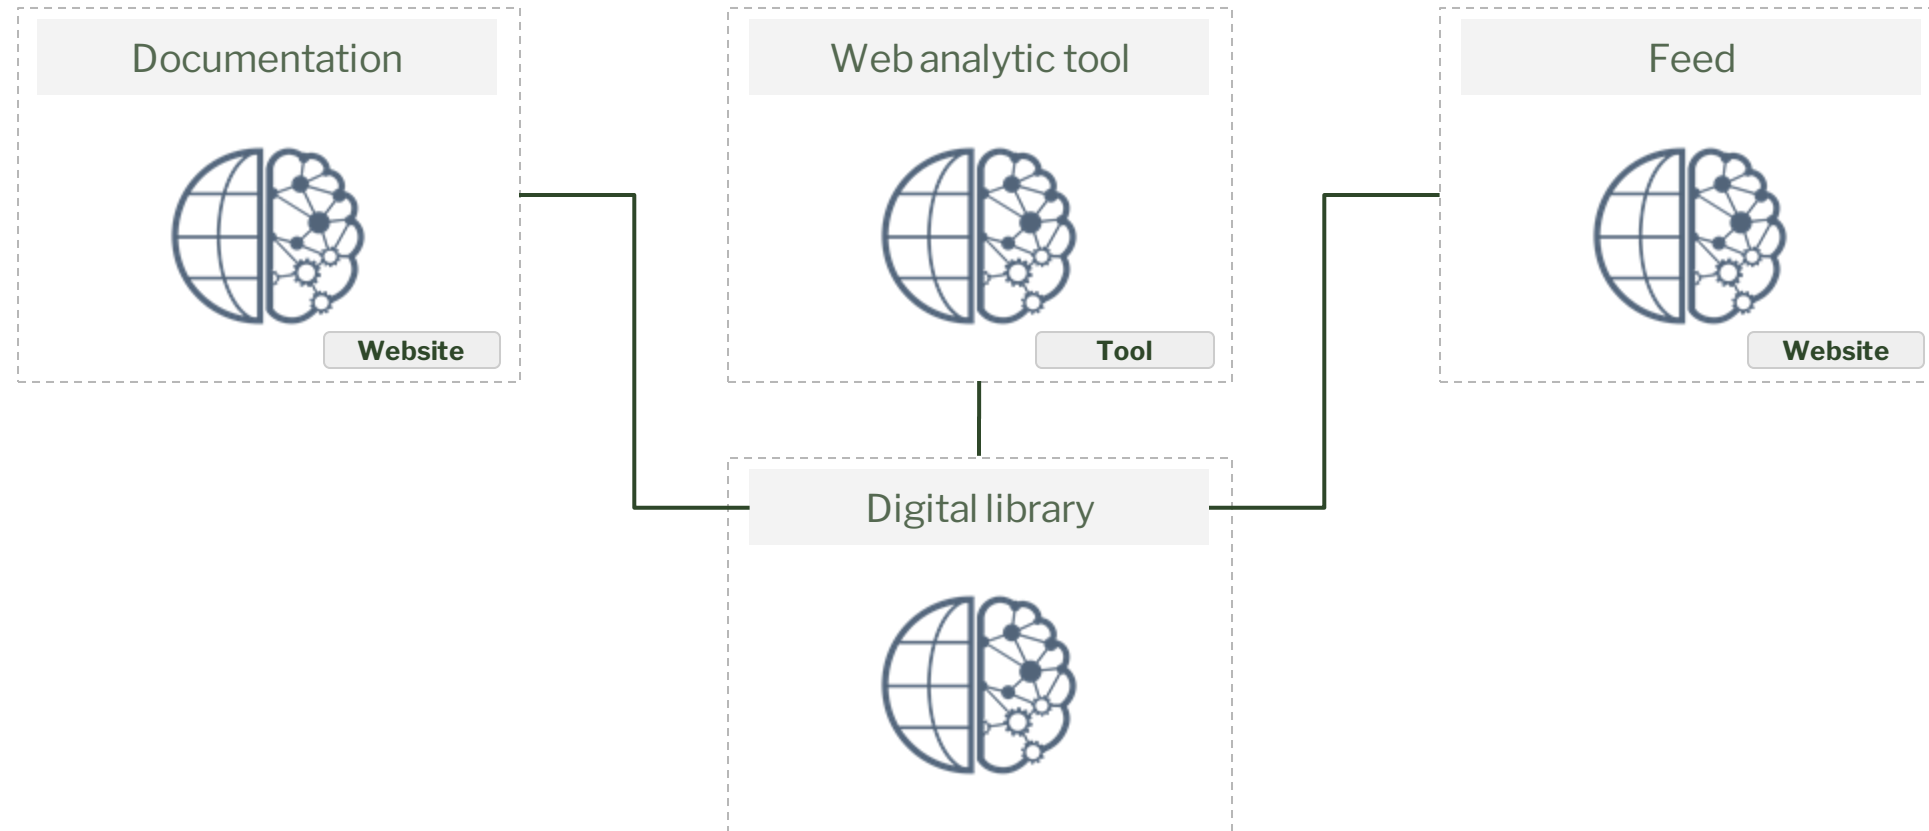 Documentation
Web analytic tool
Feed
Website
Tool
Website
Digital library